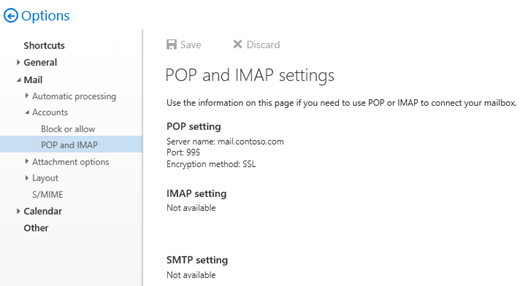 Options
Shortcuts
General
Mail
Automatic processing
Accounts
Block or allow
POP and IMAP
Attachment options
Layout
S/MIME
Calendar
Other
Save Discard
POP and IMAP settings
Use the information on this page if you need to use POP or IMAP to connect your mailbox.
POP setting
Server name: mail.contoso.com
Port: 995
Encryption method: SSL
IMAP setting
Not available
SMTP setting
Not available